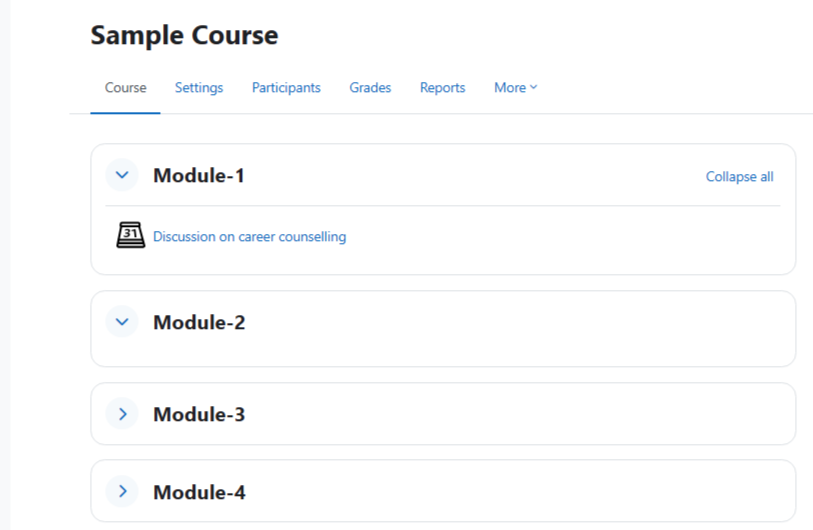 Sample Course
Course Settings Participants Grades Reports More
Module-1 Collapse all
31 Discussion on career counselling
Module-2
Module-3
Module-4